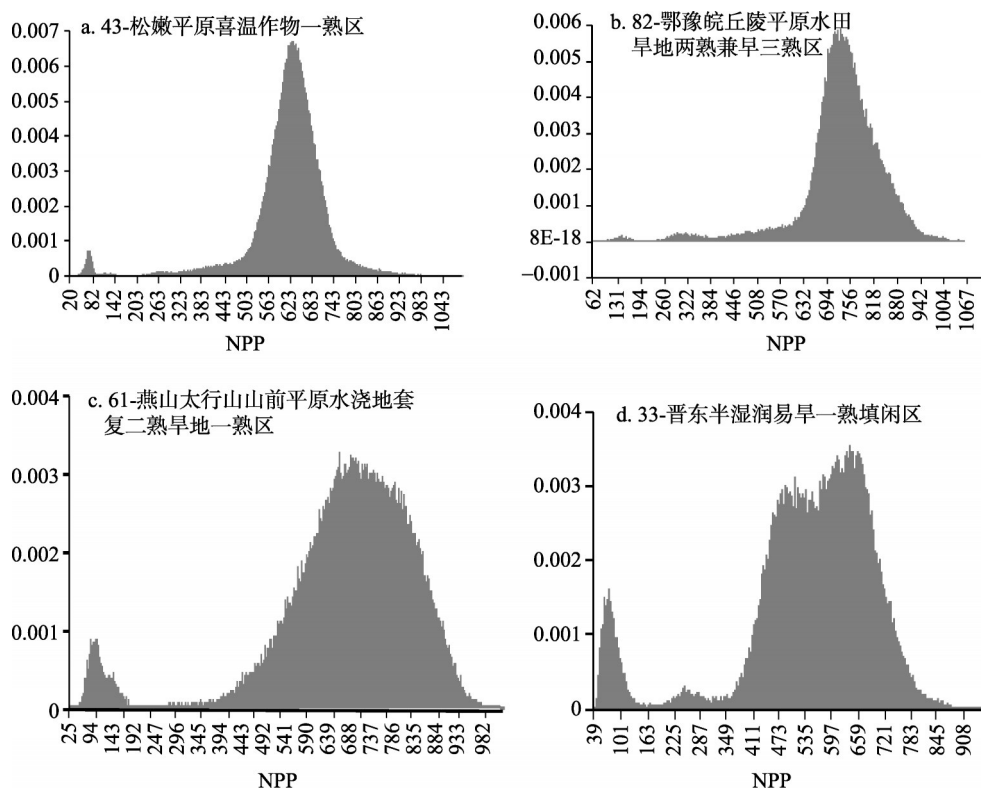 a. 43-松嫩平原喜温作物一熟区
0.007
0.006
0.005
0.004
0.003
0.002
0.001
0
20 82 142 203 263 323 383 443 503 563 623 683 743 803 863 923 983 1043
NPP
b. 82-鄂豫皖丘陵平原水田
旱地两熟兼早三熟区
0.006
0.005
0.004
0.003
0.002
0.001
8E-18
−0.001
62 131 194 260 322 384 446 508 570 632 694 756 818 880 942 1004 1067
NPP
c. 61-燕山太行山山前平原水浇地套
复二熟旱地一熟区
0.004
0.003
0.002
0.001
0
25 94 143 192 247 296 345 394 443 492 541 590 639 688 737 786 835 884 933 982
NPP
d. 33-晋东半湿润易旱一熟填闲区
0.004
0.003
0.002
0.001
0
39 101 163 225 287 349 411 473 535 597 659 721 783 845 908
NPP